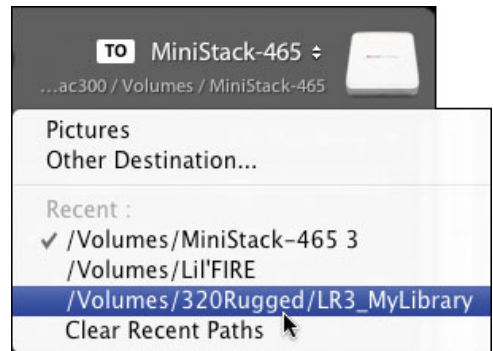 TO MiniStack-465
...ac300 / Volumes / MiniStack-465
Pictures
Other Destination...
Recent :
✓ /Volumes/MiniStack-465 3
/Volumes/Lil'FIRE
/Volumes/320Rugged/LR3_MyLibrary
Clear Recent Paths